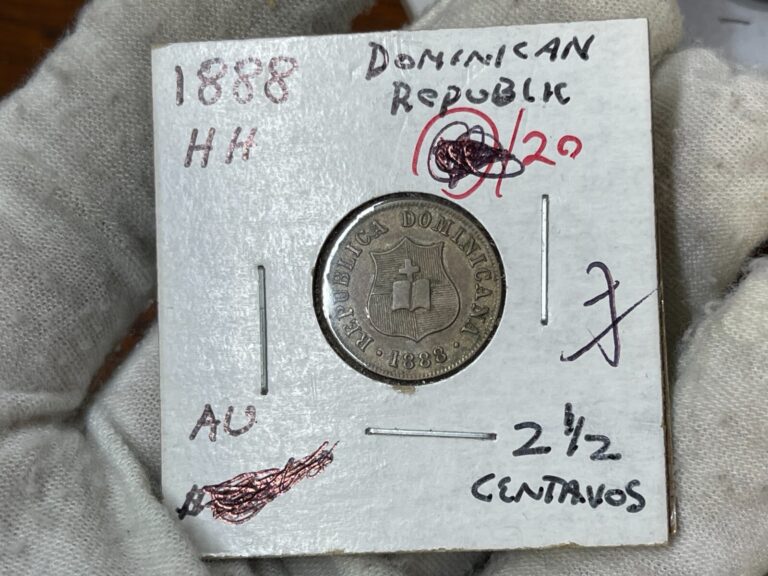 1888
HH
DOMINICAN
REPUBLIC
/20
REPUBLICA DOMINICANA
· 1888 ·
AU
$
2 1/2
CENTAVOS